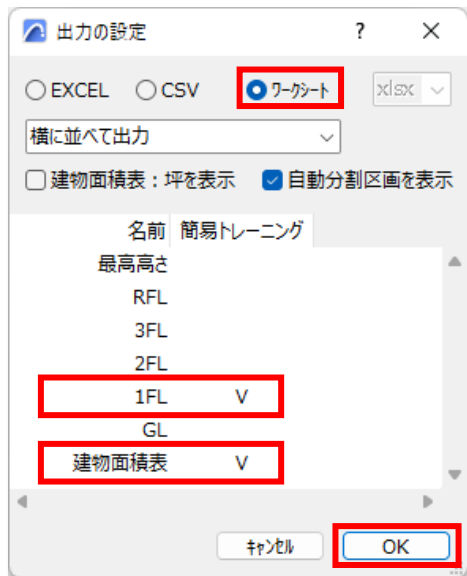 出力の設定 ? ×
EXCEL CSV ワークシート xlsx
横に並べて出力
建物面積表：坪を表示 自動分割区画を表示
名前 簡易トレーニング
最高高さ
RFL
3FL
2FL
1FL V
GL
建物面積表 V
キャンセル OK